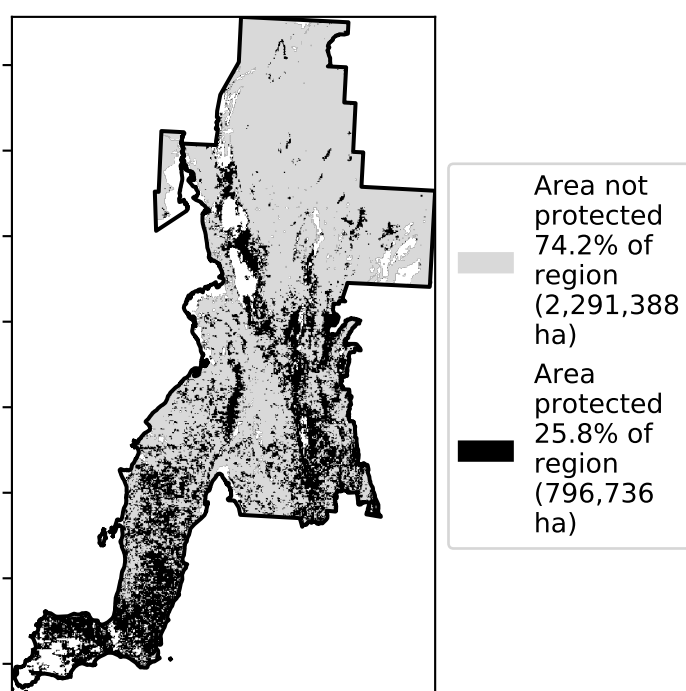 Area not
protected
74.2% of
region
(2,291,388
ha)
Area
protected
25.8% of
region
(796,736
ha)